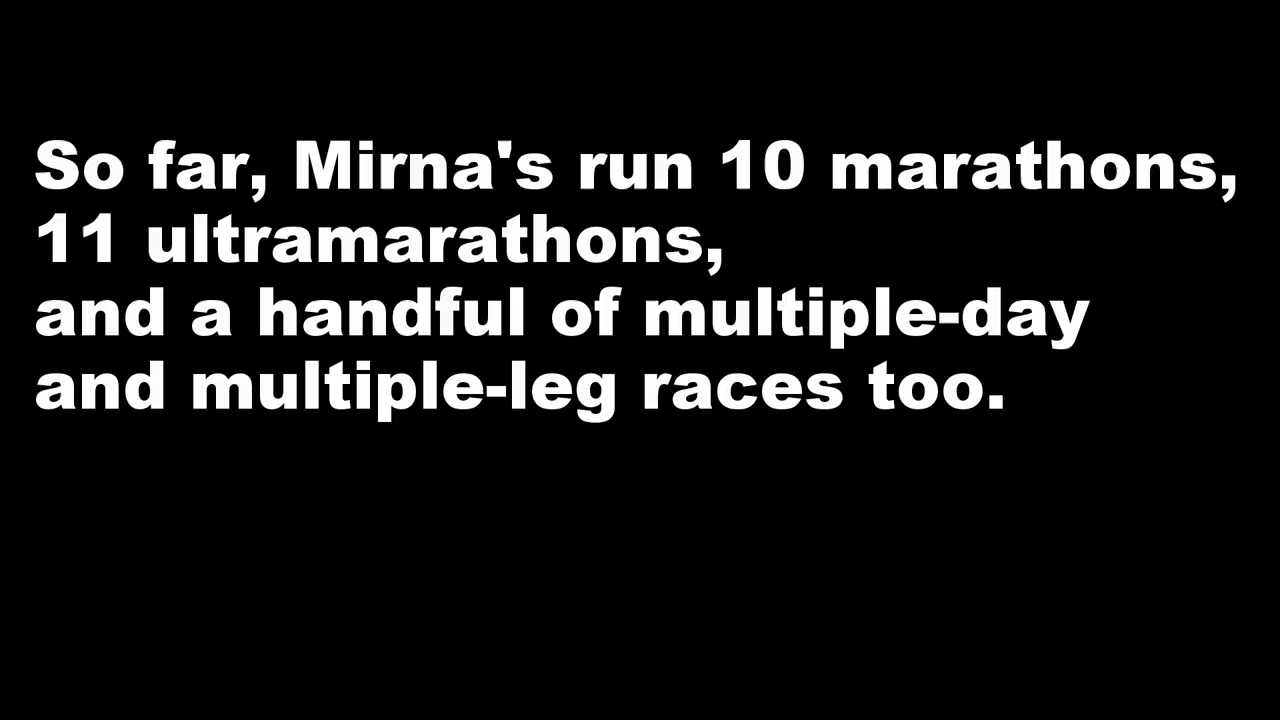 So far, Mirna's run 10 marathons,
11 ultramarathons,
and a handful of multiple-day
and multiple-leg races too.